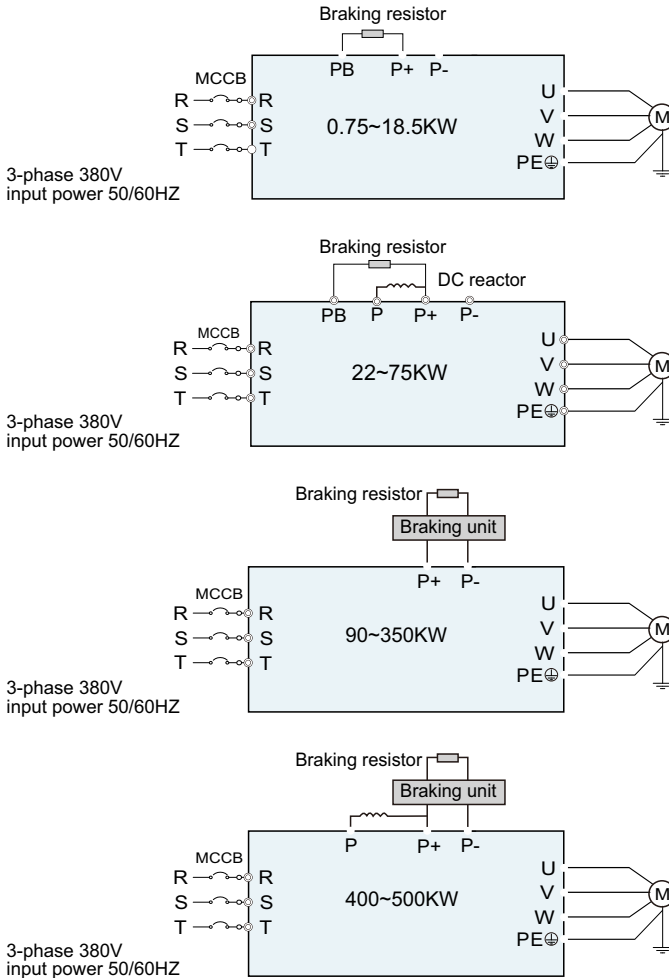 Braking resistor
PB P+ P-
MCCB
R R U
S S 0.75~18.5KW V
T T W
PE
M
3-phase 380V
input power 50/60HZ
Braking resistor
DC reactor
PB P P+ P-
MCCB
R R U
S S 22~75KW V
T T W
PE
M
3-phase 380V
input power 50/60HZ
Braking resistor
Braking unit
P+ P-
MCCB
R R U
S S 90~350KW V
T T W
PE
M
3-phase 380V
input power 50/60HZ
Braking resistor
Braking unit
P P+ P-
MCCB
R R U
S S 400~500KW V
T T W
PE
M
3-phase 380V
input power 50/60HZ